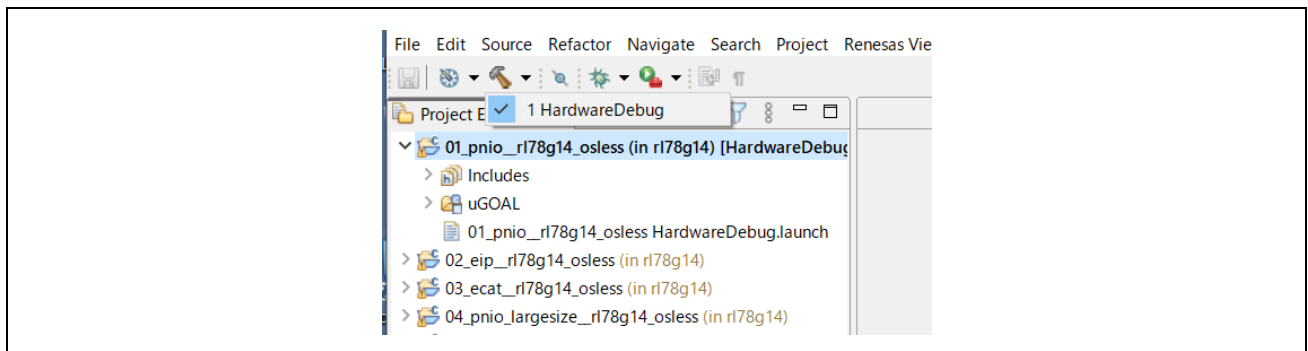 File Edit Source Refactor Navigate Search Project Renesas Vie
Project E
1 HardwareDebug
01_pnio__rl78g14_osless (in rl78g14) [HardwareDebug
Includes
uGOAL
01_pnio__rl78g14_osless HardwareDebug.launch
02_eip__rl78g14_osless (in rl78g14)
03_ecat__rl78g14_osless (in rl78g14)
04_pnio_largesize__rl78g14_osless (in rl78g14)